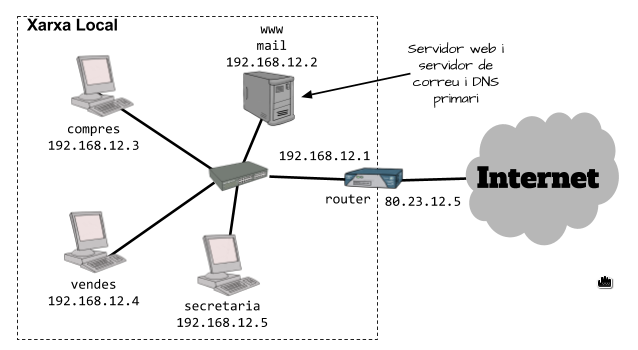 Xarxa Local
www
mail
192.168.12.2
Servidor web i
servidor de
correu i DNS
primari
compres
192.168.12.3
192.168.12.1
Internet
router
80.23.12.5
vendes
192.168.12.4
secretaria
192.168.12.5